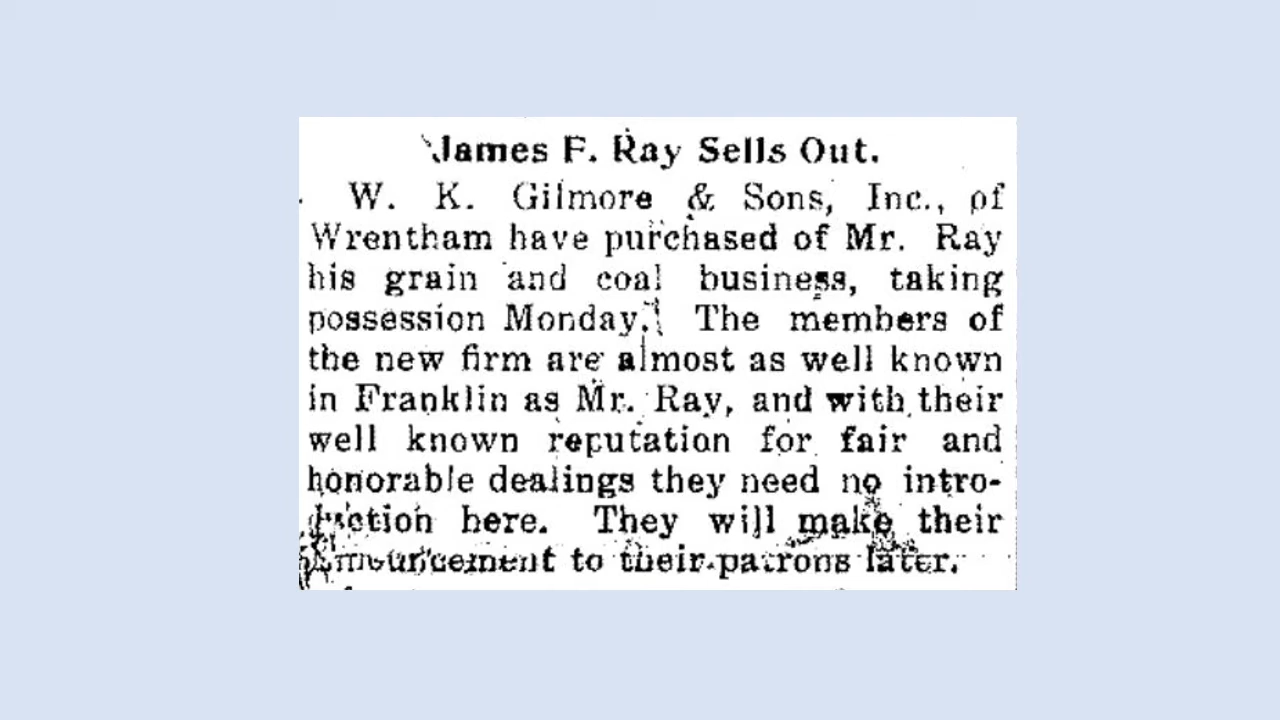 James F. Ray Sells Out.
W. K. Gilmore & Sons, Inc., of
Wrentham have purchased of Mr. Ray
his grain and coal business, taking
possession Monday. The members of
the new firm are almost as well known
in Franklin as Mr. Ray, and with their
well known reputation for fair and
honorable dealings they need no intro-
duction here. They will make their
announcement to their patrons later.